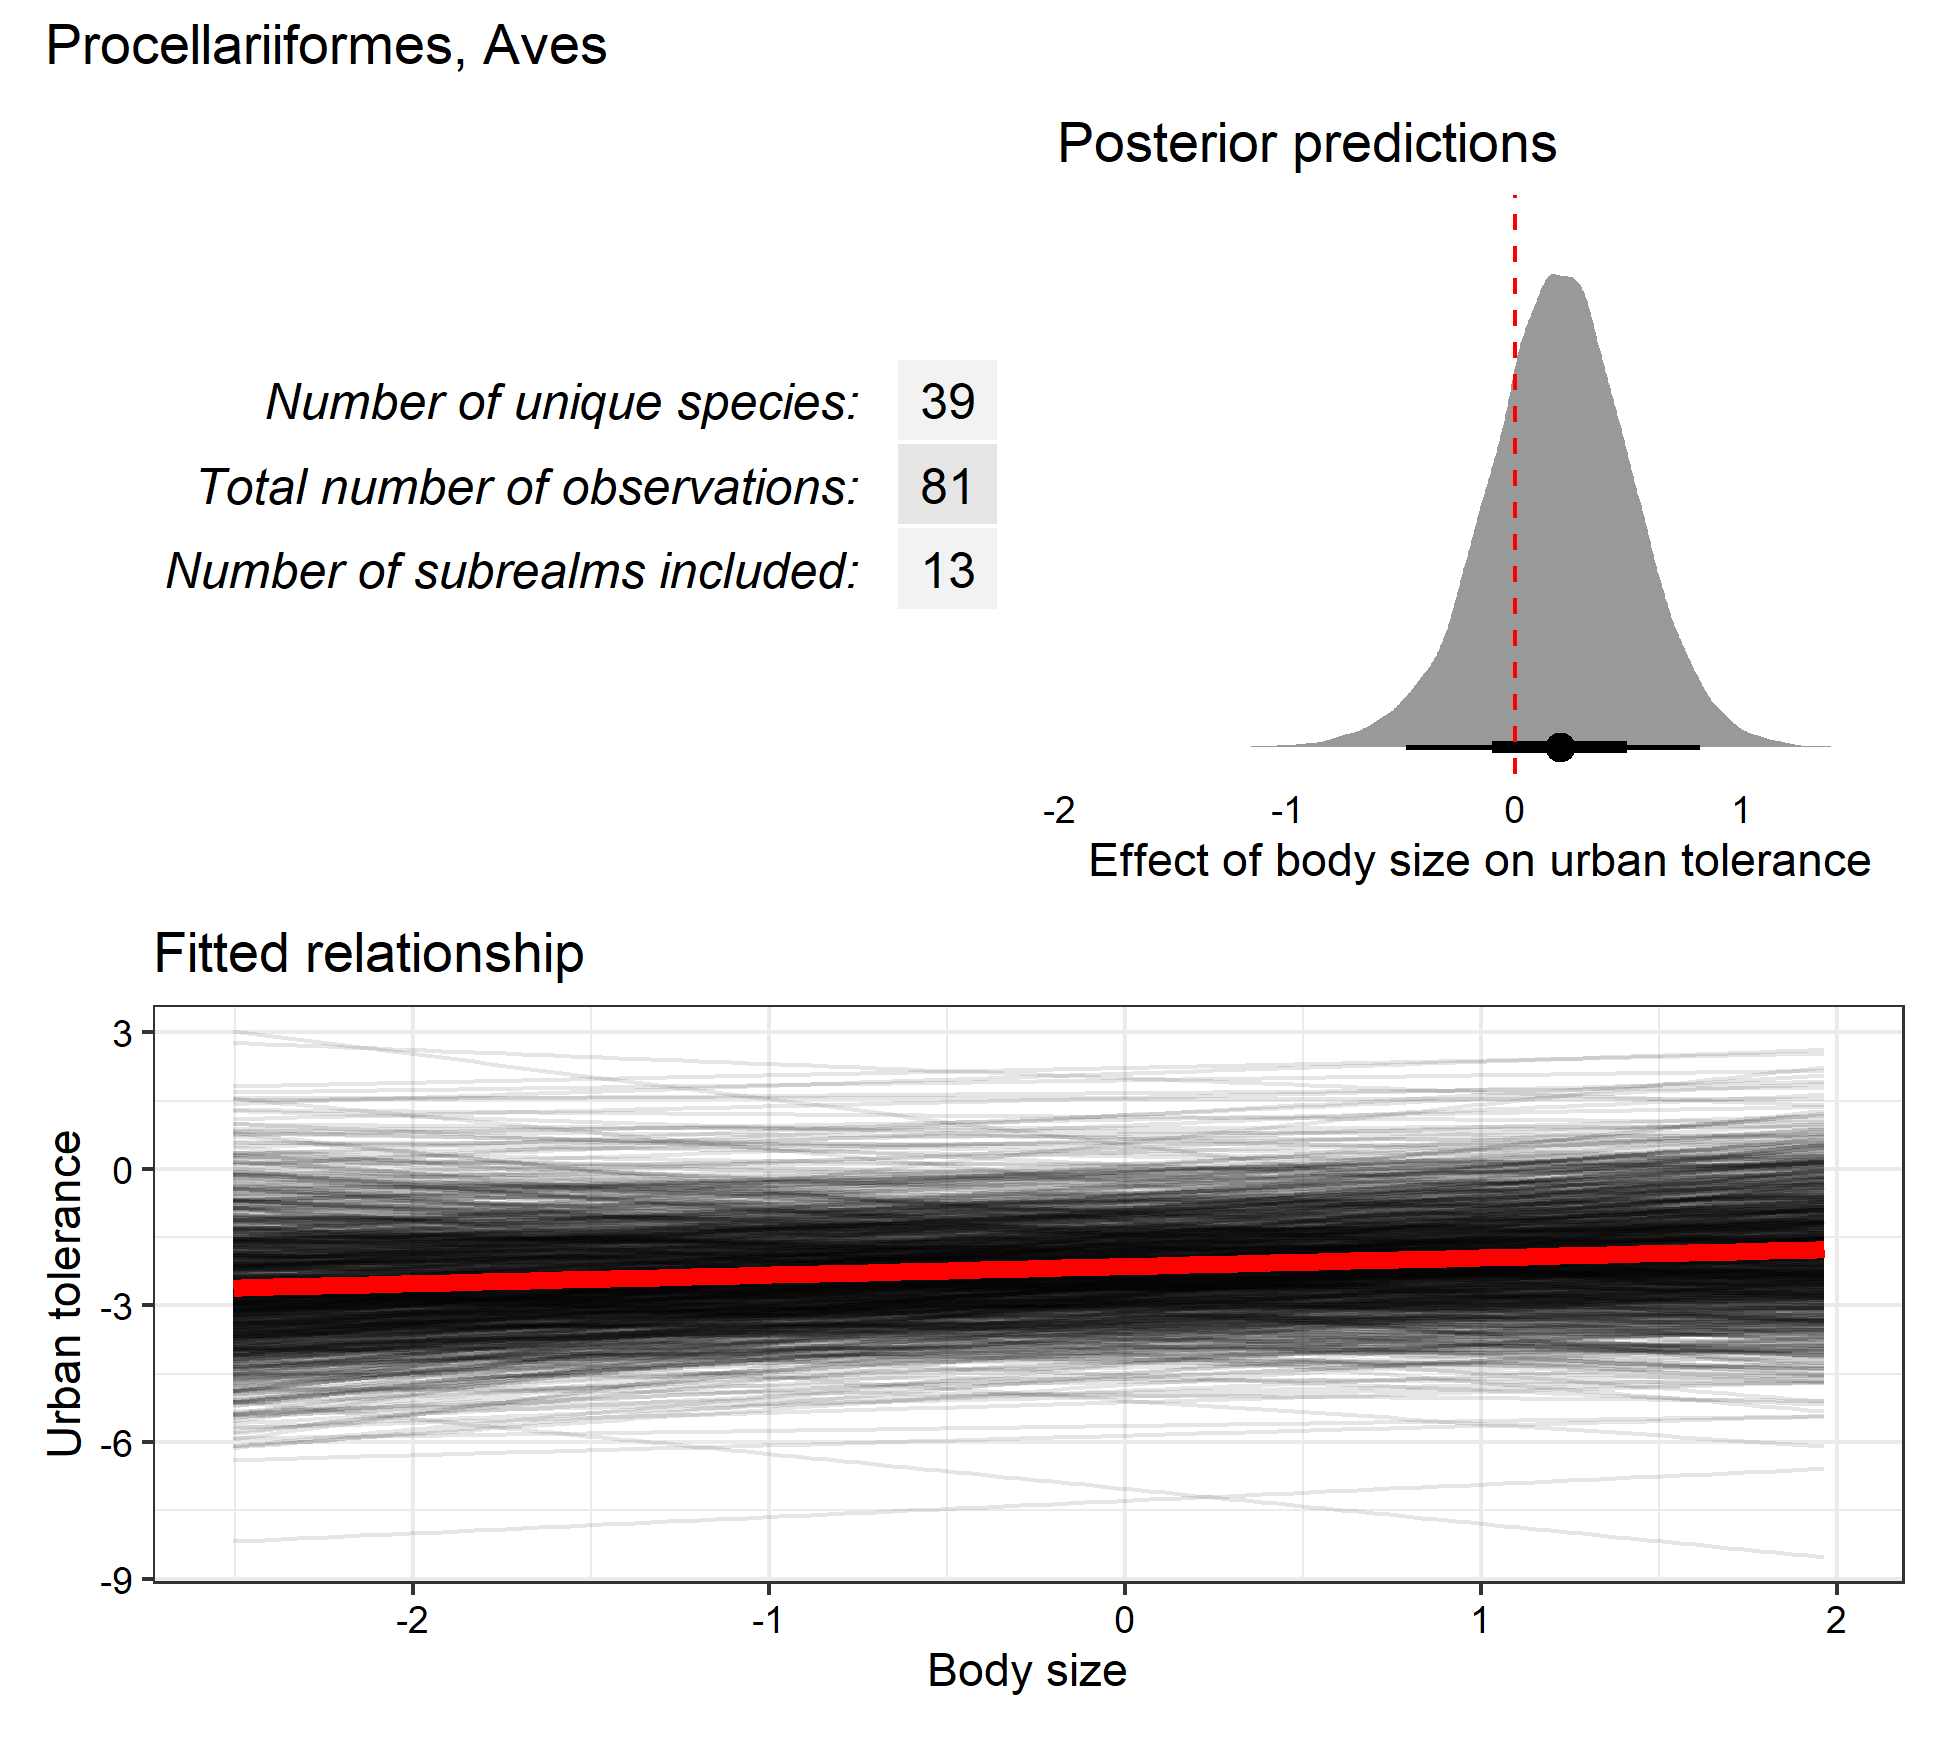 Procellariiformes, Aves
Posterior predictions
Number of unique species: 39
Total number of observations: 81
Number of subrealms included: 13
-2 -1 0 1
Effect of body size on urban tolerance
Fitted relationship
Urban tolerance
3
0
-3
-6
-9
-2 -1 0 1 2
Body size